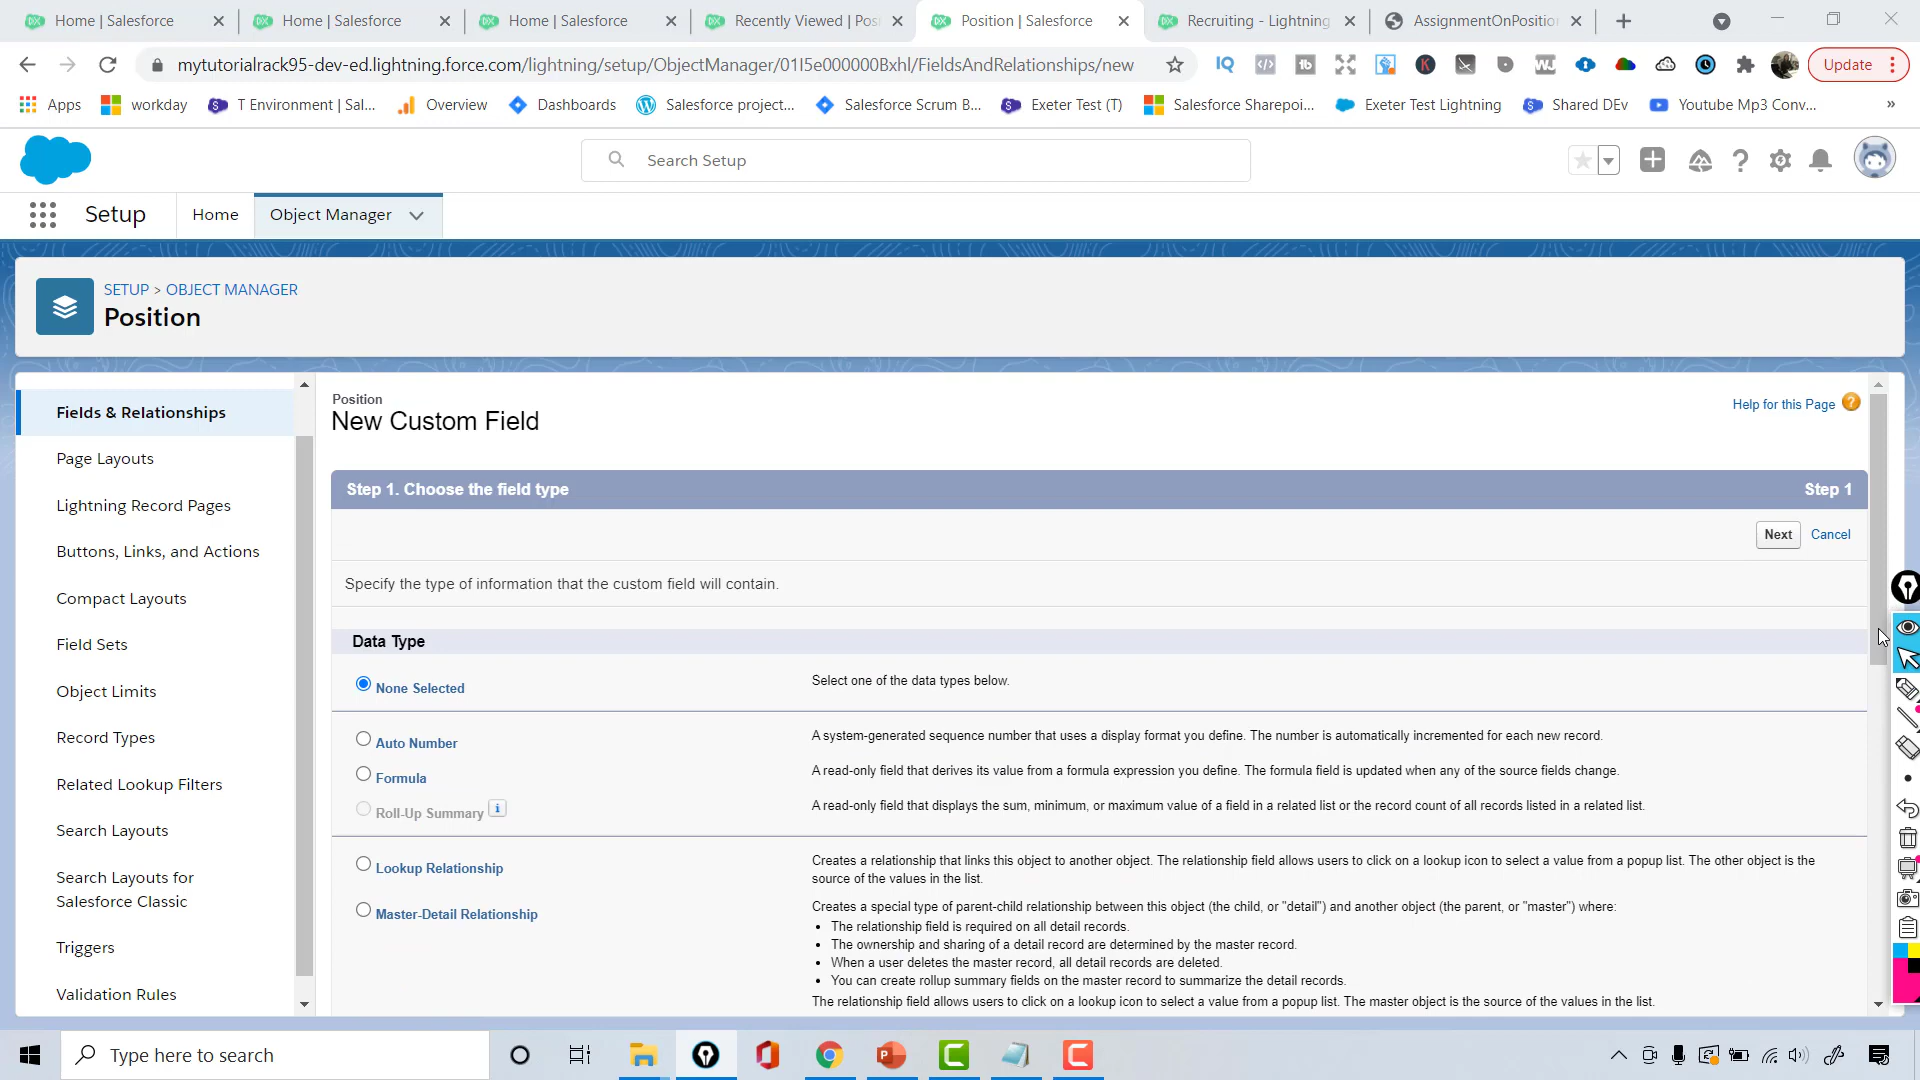 Home | Salesforce
Home | Salesforce
Home | Salesforce
Recently Viewed | Pos
Position | Salesforce
Recruiting - Lightning
AssignmentOnPositio
mytutorialrack95-dev-ed.lightning.force.com/lightning/setup/ObjectManager/01I5e000000Bxhl/FieldsAndRelationships/new
IQ
Update
Apps
workday
T Environment | Sal...
Overview
Dashboards
Salesforce project...
Salesforce Scrum B...
Exeter Test (T)
Salesforce Sharepoi...
Exeter Test Lightning
Shared DEv
Youtube Mp3 Conv...
»
Search Setup
Setup
Home
Object Manager
SETUP > OBJECT MANAGER
Position
Fields & Relationships
Page Layouts
Lightning Record Pages
Buttons, Links, and Actions
Compact Layouts
Field Sets
Object Limits
Record Types
Related Lookup Filters
Search Layouts
Search Layouts for
Salesforce Classic
Triggers
Validation Rules
Position
New Custom Field
Help for this Page
Step 1. Choose the field type
Step 1
Next
Cancel
Specify the type of information that the custom field will contain.
Data Type
None Selected
Select one of the data types below.
Auto Number
A system-generated sequence number that uses a display format you define. The number is automatically incremented for each new record.
Formula
A read-only field that derives its value from a formula expression you define. The formula field is updated when any of the source fields change.
Roll-Up Summary i
A read-only field that displays the sum, minimum, or maximum value of a field in a related list or the record count of all records listed in a related list.
Lookup Relationship
Creates a relationship that links this object to another object. The relationship field allows users to click on a lookup icon to select a value from a popup list. The other object is the
source of the values in the list.
Master-Detail Relationship
Creates a special type of parent-child relationship between this object (the child, or "detail") and another object (the parent, or "master") where:
• The relationship field is required on all detail records.
• The ownership and sharing of a detail record are determined by the master record.
• When a user deletes the master record, all detail records are deleted.
• You can create rollup summary fields on the master record to summarize the detail records.
The relationship field allows users to click on a lookup icon to select a value from a popup list. The master object is the source of the values in the list.
Type here to search